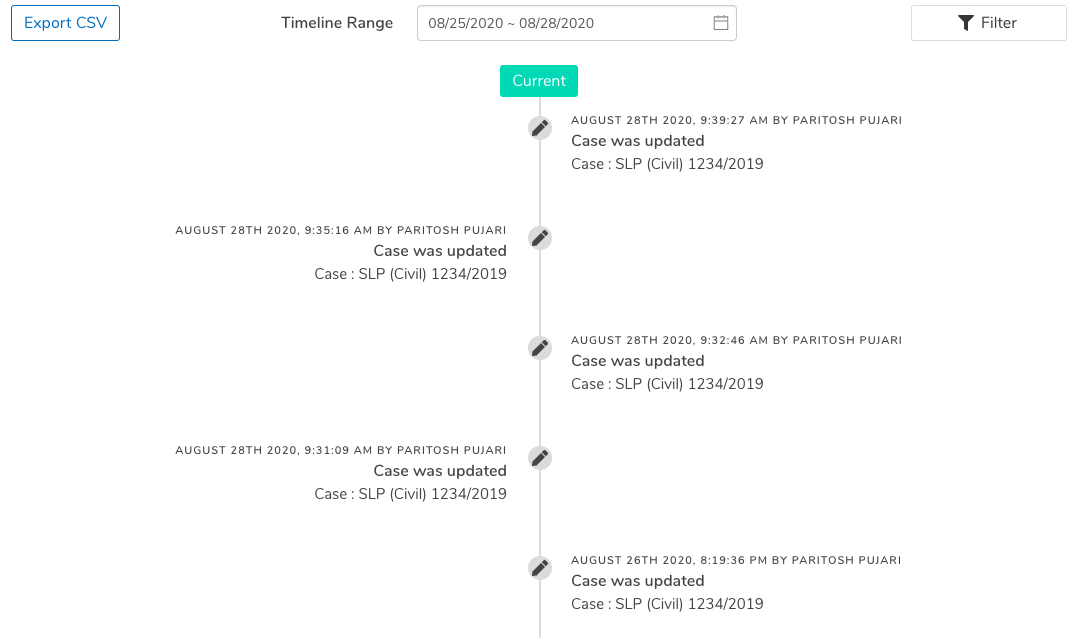 Export CSV
Timeline Range
08/25/2020 ~ 08/28/2020
Filter
Current
AUGUST 28TH 2020, 9:39:27 AM BY PARITOSH PUJARI
Case was updated
Case : SLP (Civil) 1234/2019
AUGUST 28TH 2020, 9:35:16 AM BY PARITOSH PUJARI
Case was updated
Case : SLP (Civil) 1234/2019
AUGUST 28TH 2020, 9:32:46 AM BY PARITOSH PUJARI
Case was updated
Case : SLP (Civil) 1234/2019
AUGUST 28TH 2020, 9:31:09 AM BY PARITOSH PUJARI
Case was updated
Case : SLP (Civil) 1234/2019
AUGUST 26TH 2020, 8:19:36 PM BY PARITOSH PUJARI
Case was updated
Case : SLP (Civil) 1234/2019